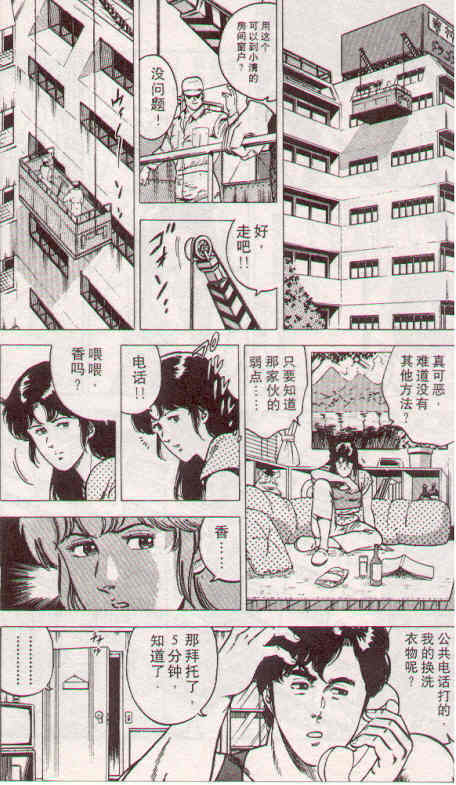 用这个
可以到小清的
房间窗户？
没问题！
好，
走吧!!
真可恶，
难道没有
其他方法？
只要知道
那家伙的
弱点……
电话!!
喂喂，
香吗？
香……
公共电话打的，
我的换洗
衣物呢？
那拜托了，
5分钟，
知道了．
…………